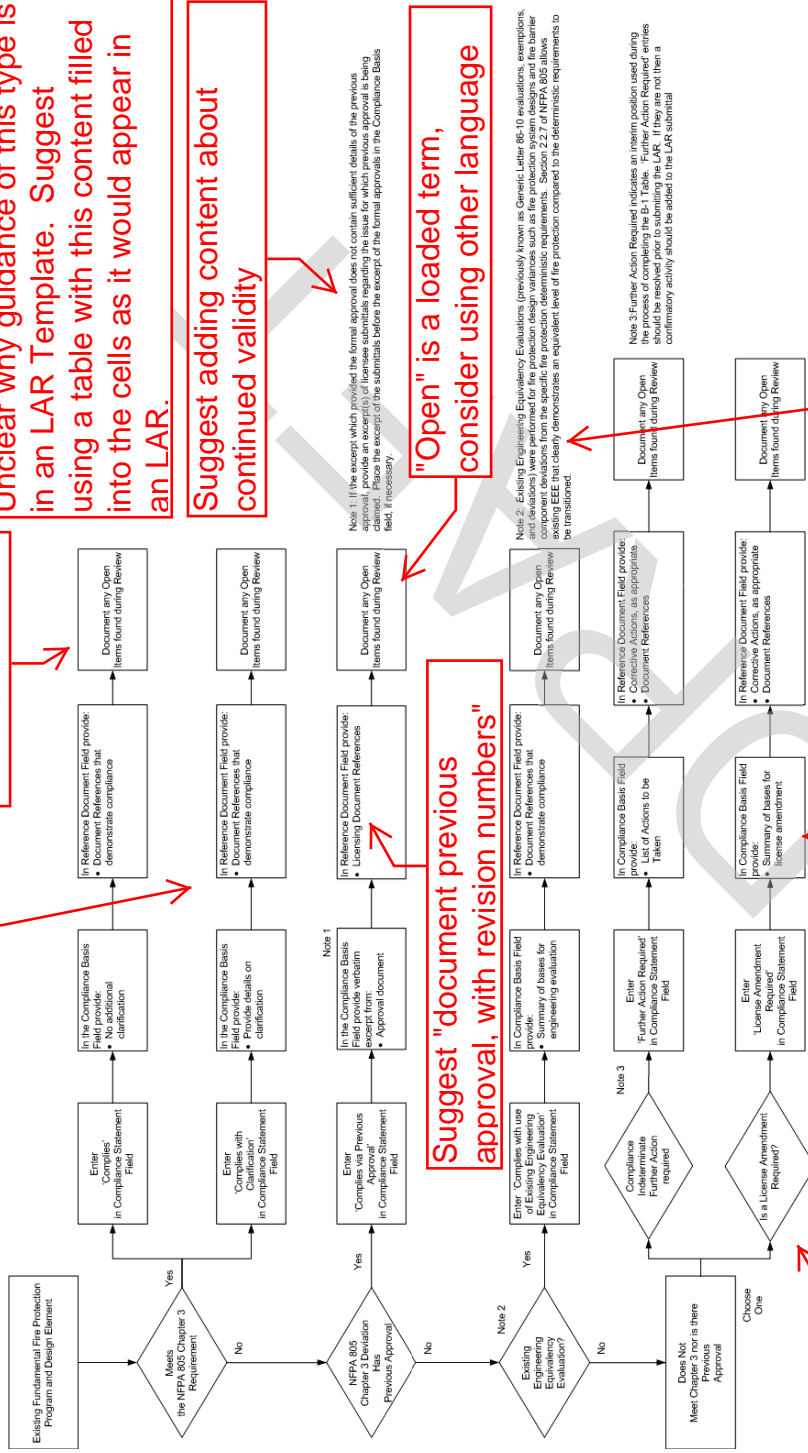 Existing Fundamental Fire Protection
Program and Design Element
Meets
the NFPA 805 Chapter 3
Requirement
Yes
No
Enter
'Complies'
in Compliance Statement
Field
In the Compliance Basis
Field provide:
• No additional
clarification
In Reference Document Field provide:
• Document References that
demonstrate compliance
Document any Open
Items found during Review
Enter
'Complies with
Clarification'
in Compliance Statement
Field
In the Compliance Basis
Field provide:
• Provide details on
clarification
In Reference Document Field provide:
• Document References that
demonstrate compliance
Document any Open
Items found during Review
NFPA 805
Chapter 3 Deviation
Has
Previous Approval
Yes
No
Enter
'Complies via Previous
Approval'
in Compliance Statement
Field
Note 1
In the Compliance Basis
Field provide verbatim
excerpt from:
• Approval document
In Reference Document Field provide:
• Licensing Document References
Document any Open
Items found during Review
Note 1: If the excerpt which provided the formal approval does not contain sufficient details of the previous
approval, provide an excerpt(s) of licensee submittals regarding the issue for which previous approval is being
claimed. Place the excerpt of the submittals before the excerpt of the formal approvals in the Compliance Basis
field, if necessary.
Note 2
Existing
Engineering
Equivalency
Evaluation?
Yes
No
Enter 'Complies with use
of Existing Engineering
Equivalency Evaluation'
in Compliance Statement
Field
In Compliance Basis Field
provide:
• Summary of bases for
engineering evaluation
In Reference Document Field provide:
• Document References that
demonstrate compliance
Document any Open
Items found during Review
Note 2: Existing Engineering Equivalency Evaluations (previously known as Generic Letter 86-10 evaluations, exemptions,
and deviations) were performed for fire protection design variances such as fire protection system designs and fire barrier
component deviations from the specific fire protection deterministic requirements. Section 2.2.7 of NFPA 805 allows
existing EEE that clearly demonstrates an equivalent level of fire protection compared to the deterministic requirements to
be transitioned.
Does Not
Meet Chapter 3 nor is there
Previous
Approval
Choose
One
Compliance
Indeterminate
Further Action
required
Note 3
Enter
'Further Action Required'
in Compliance Statement
Field
In Compliance Basis Field
provide:
• List of Actions to be
Taken
In Reference Document Field provide:
• Corrective Actions, as appropriate
• Document References
Document any Open
Items found during Review
Note 3:Further Action Required indicates an interim position used during
the process of completing the B-1 Table. 'Further Action Required' entries
should be resolved prior to submitting the LAR. If they are not then a
confirmatory activity should be added to the LAR submittal
Is a License Amendment
Required?
Enter
'License Amendment
Required'
in Compliance Statement
Field
In Compliance Basis Field
provide:
• Summary of bases for
license amendment
In Reference Document Field provide:
• Corrective Actions, as appropriate
• Document References
Document any Open
Items found during Review
Unclear why guidance of this type is
in an LAR Template. Suggest
using a table with this content filled
into the cells as it would appear in
an LAR.
Suggest adding content about
continued validity
"Open" is a loaded term,
consider using other language
Suggest "document previous
approval, with revision numbers"